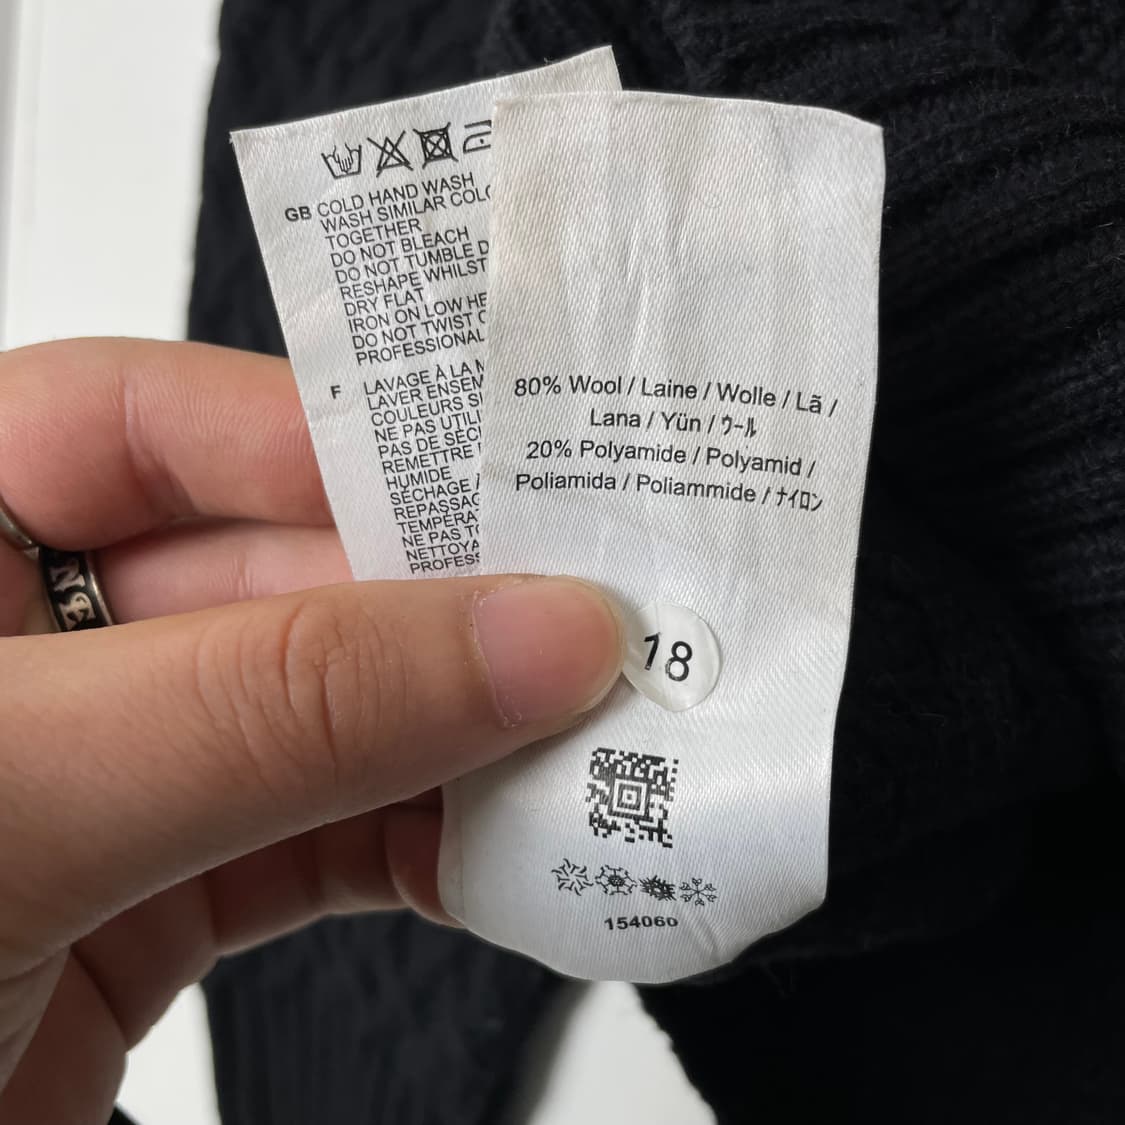 GB COLD HAND WASH
WASH SIMILAR COLO
TOGETHER
DO NOT BLEACH
DO NOT TUMBLE D
RESHAPE WHILST
DRY FLAT
IRON ON LOW HE
DO NOT TWIST O
PROFESSIONAL
F LAVAGE À LA M
LAVER ENSEM
COULEURS SI
NE PAS UTILI
PAS DE SÉC
REMETTRE
HUMIDE
SÉCHAGE
REPASSAG
TEMPÉRA
NE PAS TO
NETTOYA
PROFESS
80% Wool / Laine / Wolle / Lã /
Lana / Yün / ウール
20% Polyamide / Polyamid /
Poliamida / Poliammide / ナイロン
18
154060
NT